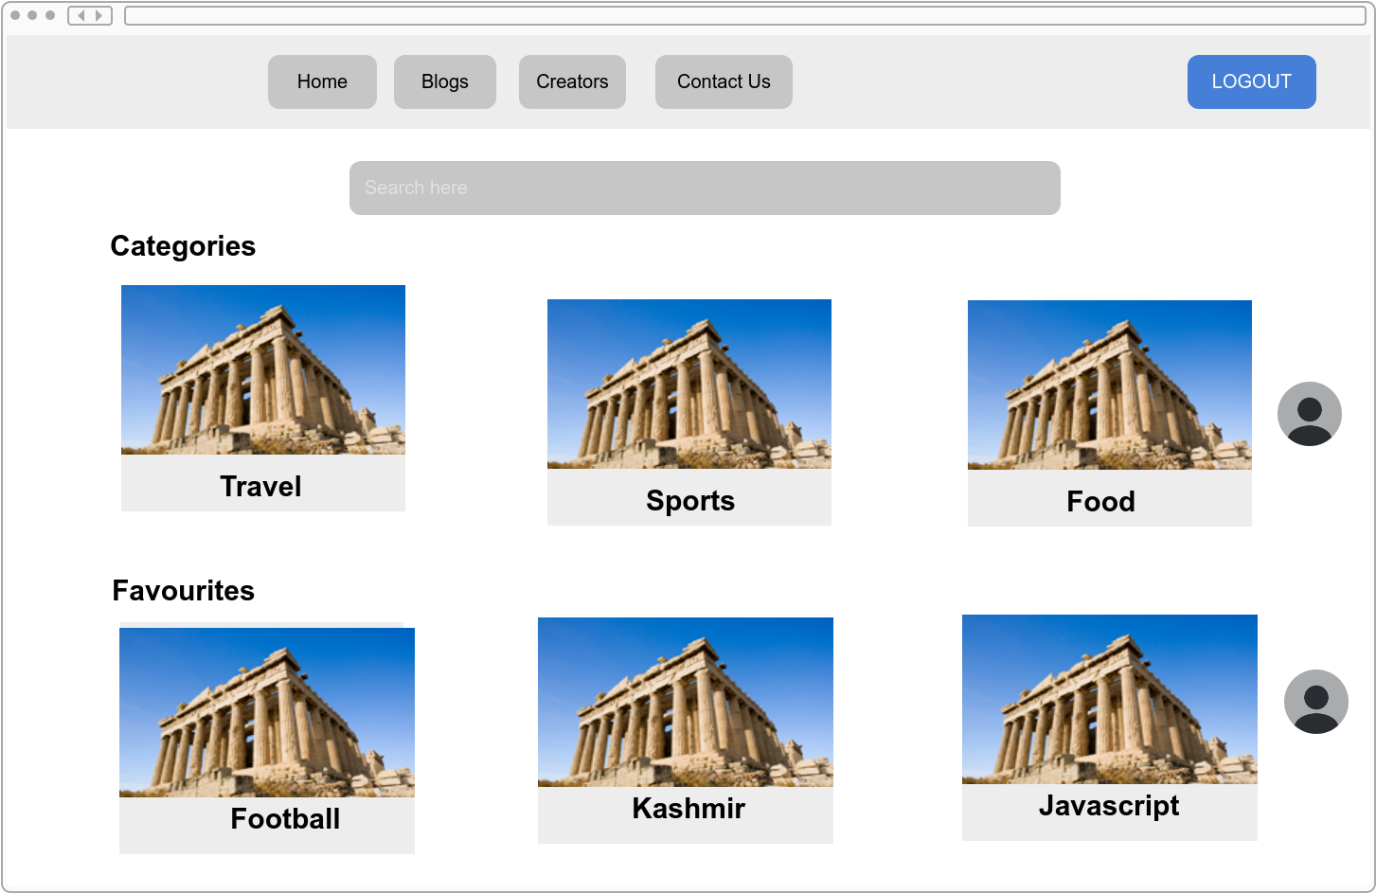 Home Blogs Creators Contact Us LOGOUT
Search here
Categories
Travel Sports Food
Favourites
Football Kashmir Javascript